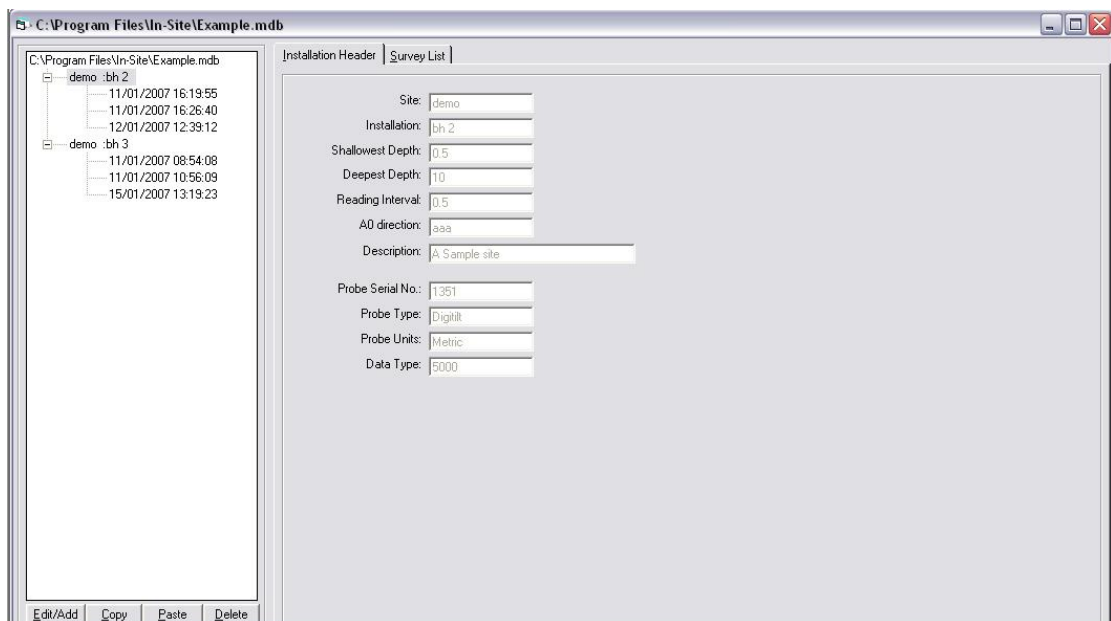 C:\Program Files\In-Site\Example.mdb
C:\Program Files\In-Site\Example.mdb
demo :bh 2
11/01/2007 16:19:55
11/01/2007 16:26:40
12/01/2007 12:39:12
demo :bh 3
11/01/2007 08:54:08
11/01/2007 10:56:09
15/01/2007 13:19:23
Edit/Add Copy Paste Delete
Installation Header Survey List
Site: demo
Installation: bh 2
Shallowest Depth: 0.5
Deepest Depth: 10
Reading Interval: 0.5
A0 direction: aaa
Description: A Sample site
Probe Serial No.: 1351
Probe Type: Digitilt
Probe Units: Metric
Data Type: 5000